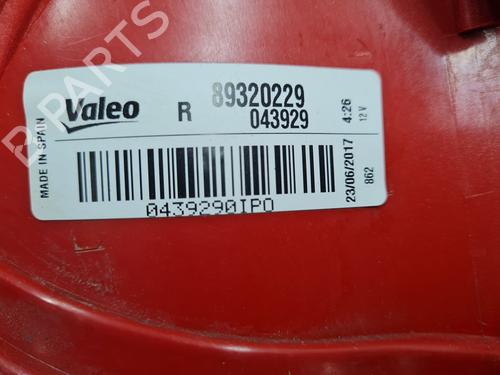 Valeo
R
89320229
043929
0439290IPO
MADE IN SPAIN
4:26
12 V
23/06/2017
862
B-PARTS